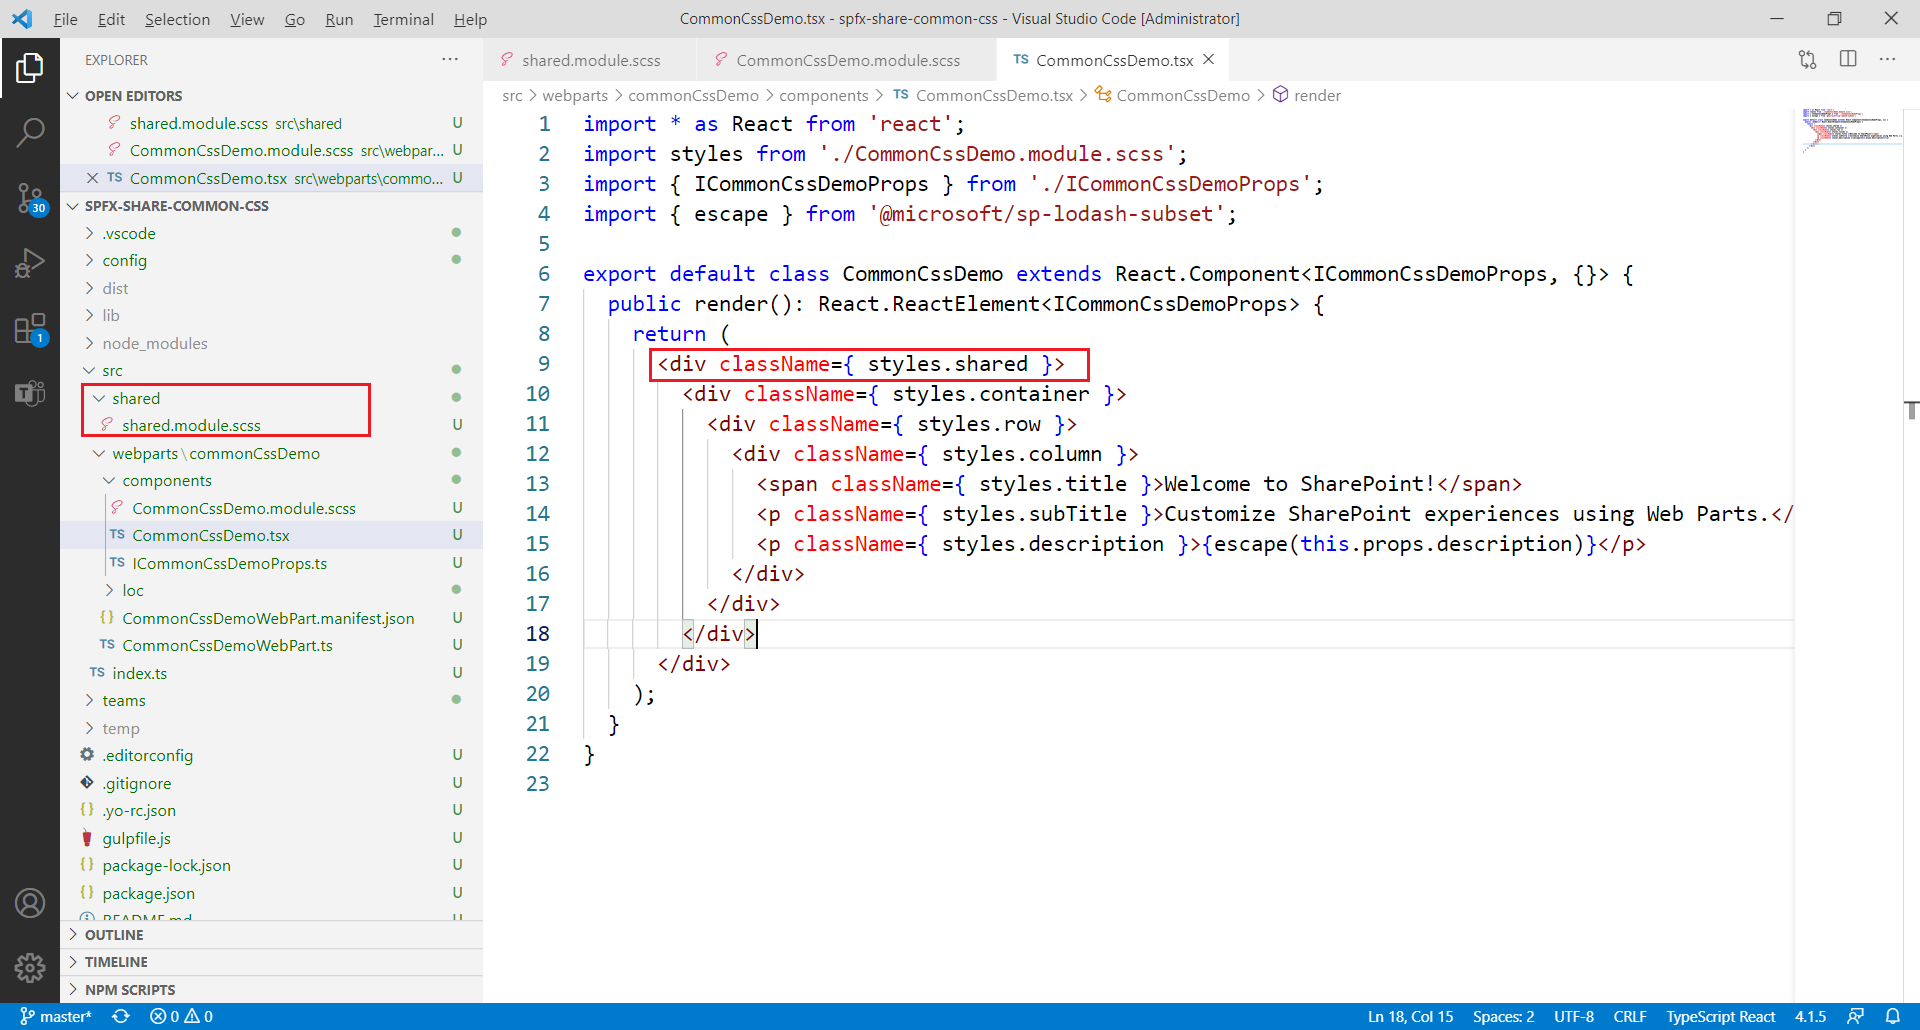 File Edit Selection View Go Run Terminal Help
CommonCssDemo.tsx - spfx-share-common-css - Visual Studio Code [Administrator]
EXPLORER
OPEN EDITORS
shared.module.scss src\shared U
CommonCssDemo.module.scss src\webpar... U
TS CommonCssDemo.tsx src\webparts\commo... U
SPFX-SHARE-COMMON-CSS
.vscode
config
dist
lib
node_modules
src
shared
shared.module.scss U
webparts\commonCssDemo
components
CommonCssDemo.module.scss U
TS CommonCssDemo.tsx U
TS ICommonCssDemoProps.ts U
loc
{} CommonCssDemoWebPart.manifest.json U
TS CommonCssDemoWebPart.ts U
TS index.ts U
teams
temp
.editorconfig U
.gitignore U
{} .yo-rc.json U
gulpfile.js U
{} package-lock.json U
{} package.json U
README.md U
OUTLINE
TIMELINE
NPM SCRIPTS
30
1
shared.module.scss
CommonCssDemo.module.scss
TS CommonCssDemo.tsx
src > webparts > commonCssDemo > components > TS CommonCssDemo.tsx > CommonCssDemo > render
1 import * as React from 'react';
2 import styles from './CommonCssDemo.module.scss';
3 import { ICommonCssDemoProps } from './ICommonCssDemoProps';
4 import { escape } from '@microsoft/sp-lodash-subset';
5
6 export default class CommonCssDemo extends React.Component<ICommonCssDemoProps, {}> {
7 public render(): React.ReactElement<ICommonCssDemoProps> {
8 return (
9 <div className={ styles.shared }>
10 <div className={ styles.container }>
11 <div className={ styles.row }>
12 <div className={ styles.column }>
13 <span className={ styles.title }>Welcome to SharePoint!</span>
14 <p className={ styles.subTitle }>Customize SharePoint experiences using Web Parts.</
15 <p className={ styles.description }>{escape(this.props.description)}</p>
16 </div>
17 </div>
18 </div>
19 </div>
20 );
21 }
22 }
23
master* 0 0
Ln 18, Col 15 Spaces: 2 UTF-8 CRLF TypeScript React 4.1.5